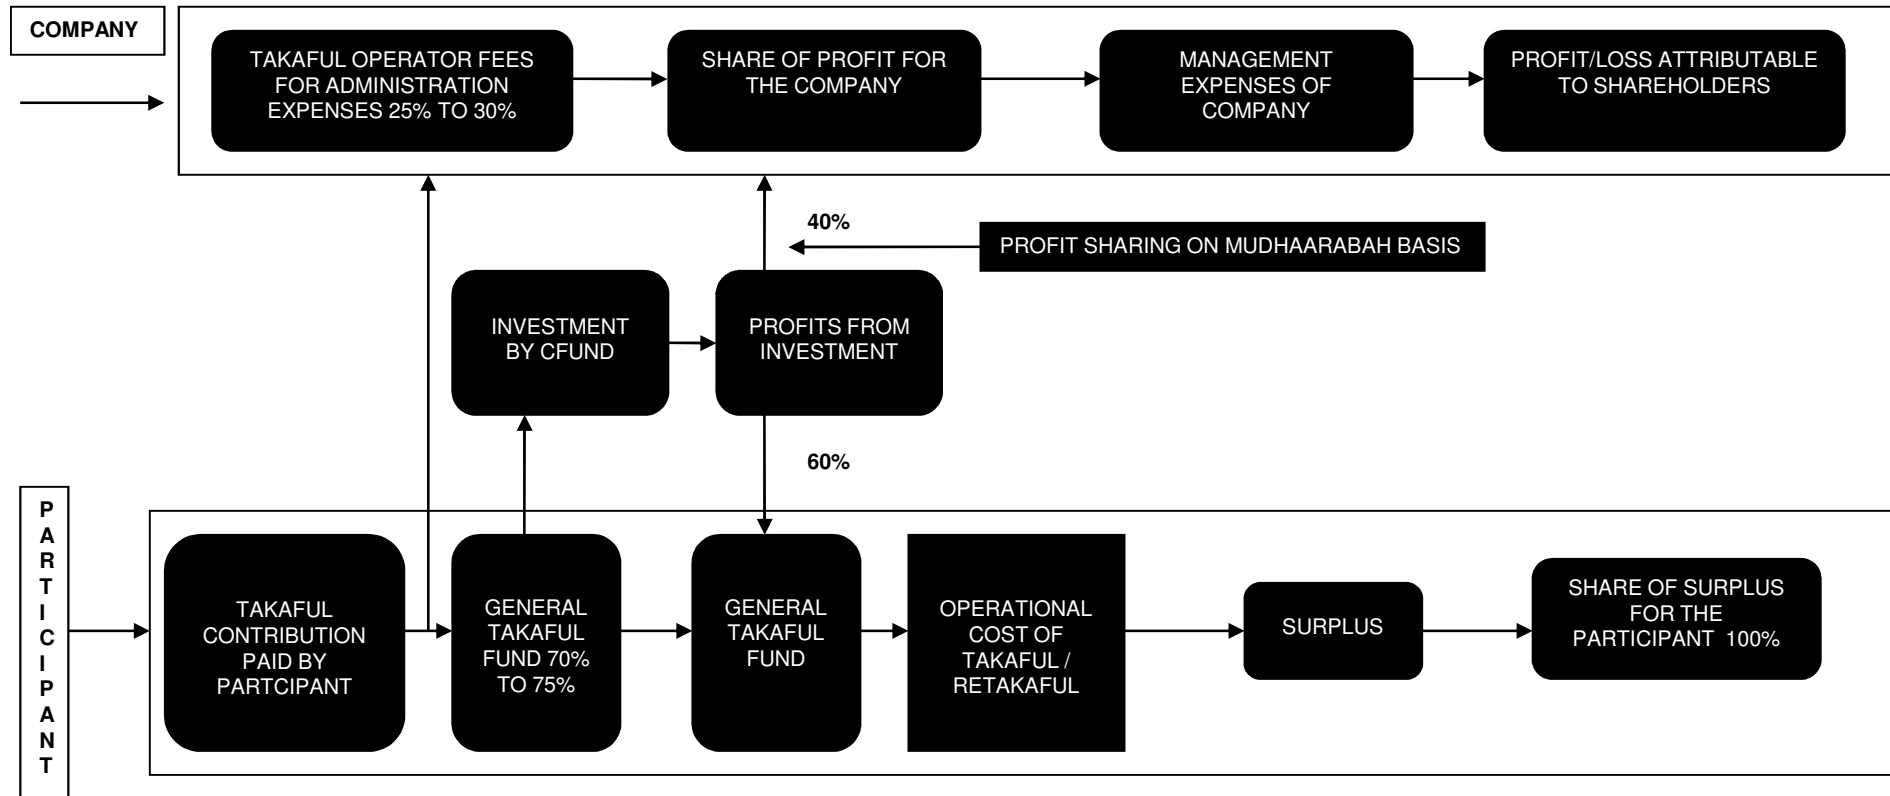 COMPANY
TAKAFUL OPERATOR FEES
FOR ADMINISTRATION
EXPENSES 25% TO 30%
SHARE OF PROFIT FOR
THE COMPANY
MANAGEMENT
EXPENSES OF
COMPANY
PROFIT/LOSS ATTRIBUTABLE
TO SHAREHOLDERS
40%
PROFIT SHARING ON MUDHAARABAH BASIS
INVESTMENT
BY CFUND
PROFITS FROM
INVESTMENT
60%
P
A
R
T
I
C
I
P
A
N
T
TAKAFUL
CONTRIBUTION
PAID BY
PARTCIPANT
GENERAL
TAKAFUL
FUND 70%
TO 75%
GENERAL
TAKAFUL
FUND
OPERATIONAL
COST OF
TAKAFUL /
RETAKAFUL
SURPLUS
SHARE OF SURPLUS
FOR THE
PARTICIPANT 100%